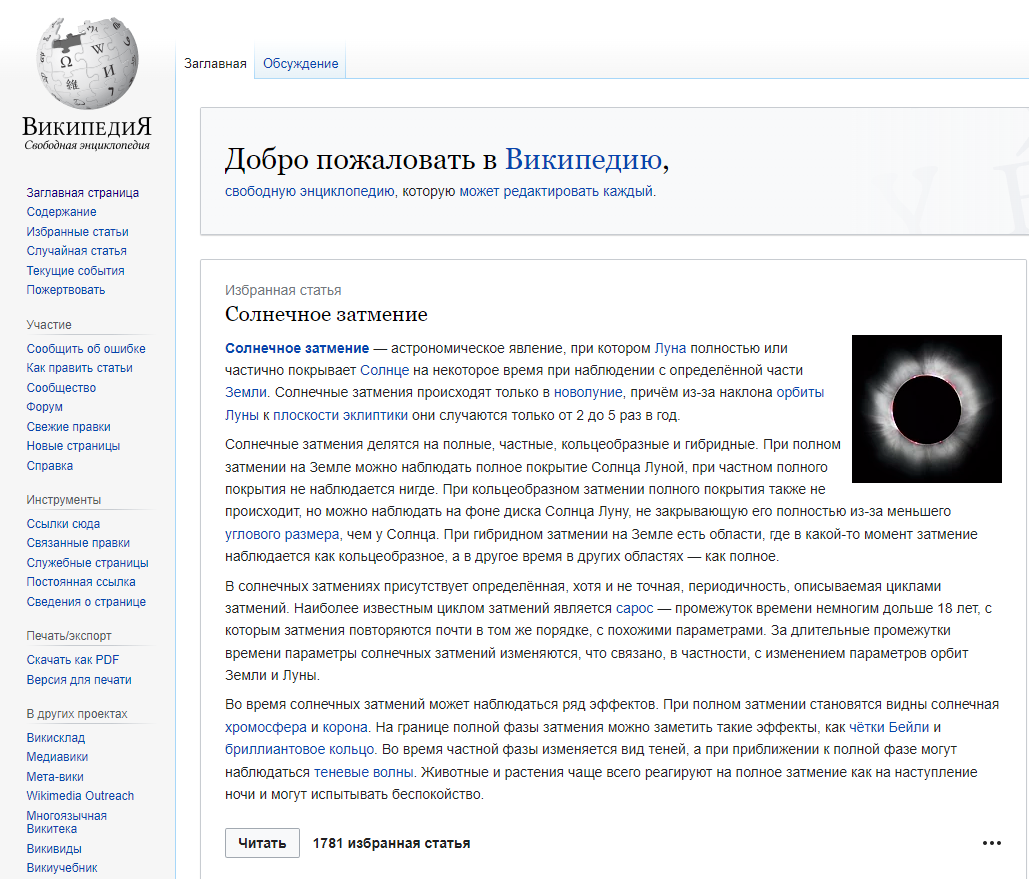 ВикипедиЯ
Свободная энциклопедия
Заглавная страница
Содержание
Избранные статьи
Случайная статья
Текущие события
Пожертвовать
Участие
Сообщить об ошибке
Как править статьи
Сообщество
Форум
Свежие правки
Новые страницы
Справка
Инструменты
Ссылки сюда
Связанные правки
Служебные страницы
Постоянная ссылка
Сведения о странице
Печать/экспорт
Скачать как PDF
Версия для печати
В других проектах
Викисклад
Медиавики
Мета-вики
Wikimedia Outreach
Многоязычная
Викитека
Викивиды
Викиучебник
Заглавная Обсуждение
Добро пожаловать в Википедию,
свободную энциклопедию, которую может редактировать каждый.
Избранная статья
Солнечное затмение
Солнечное затмение — астрономическое явление, при котором Луна полностью или
частично покрывает Солнце на некоторое время при наблюдении с определённой части
Земли. Солнечные затмения происходят только в новолуние, причём из-за наклона орбиты
Луны к плоскости эклиптики они случаются только от 2 до 5 раз в год.
Солнечные затмения делятся на полные, частные, кольцеобразные и гибридные. При полном
затмении на Земле можно наблюдать полное покрытие Солнца Луной, при частном полного
покрытия не наблюдается нигде. При кольцеобразном затмении полного покрытия также не
происходит, но можно наблюдать на фоне диска Солнца Луну, не закрывающую его полностью из-за меньшего
углового размера, чем у Солнца. При гибридном затмении на Земле есть области, где в какой-то момент затмение
наблюдается как кольцеобразное, а в другое время в других областях — как полное.
В солнечных затмениях присутствует определённая, хотя и не точная, периодичность, описываемая циклами
затмений. Наиболее известным циклом затмений является сарос — промежуток времени немногим дольше 18 лет, с
которым затмения повторяются почти в том же порядке, с похожими параметрами. За длительные промежутки
времени параметры солнечных затмений изменяются, что связано, в частности, с изменением параметров орбит
Земли и Луны.
Во время солнечных затмений может наблюдаться ряд эффектов. При полном затмении становятся видны солнечная
хромосфера и корона. На границе полной фазы затмения можно заметить такие эффекты, как чётки Бейли и
бриллиантовое кольцо. Во время частной фазы изменяется вид теней, а при приближении к полной фазе могут
наблюдаться теневые волны. Животные и растения чаще всего реагируют на полное затмение как на наступление
ночи и могут испытывать беспокойство.
Читать 1781 избранная статья